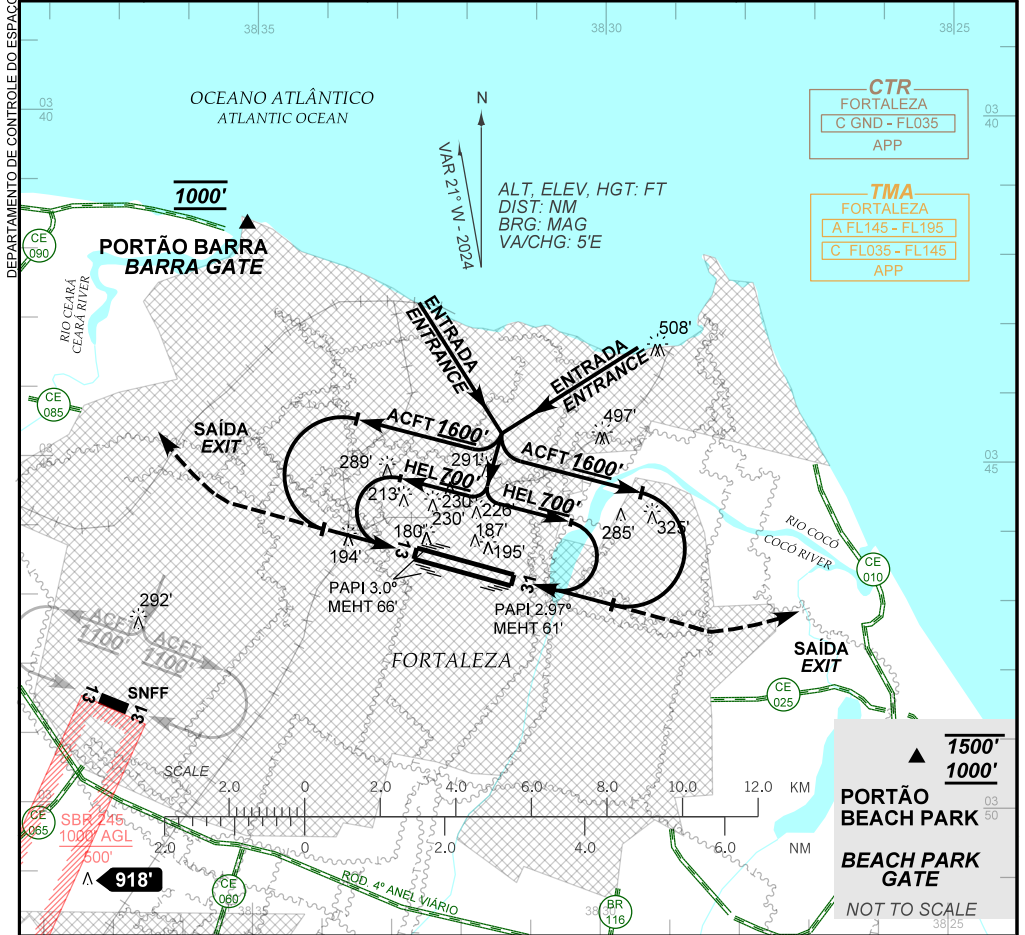 DEPARTAMENTO DE CONTROLE DO ESPAÇO
38 35
38 30
38 25
03
40
03
40
OCEANO ATLÂNTICO
ATLANTIC OCEAN
N
VAR 21° W - 2024
ALT, ELEV, HGT: FT
DIST: NM
BRG: MAG
VA/CHG: 5'E
CTR
FORTALEZA
C GND - FL035
APP
TMA
FORTALEZA
A FL145 - FL195
C FL035 - FL145
APP
1000'
PORTÃO BARRA
BARRA GATE
CE
090
RIO CEARÁ
CEARÁ RIVER
ENTRADA
ENTRANCE
ENTRADA
ENTRANCE
508'
CE
085
SAÍDA
EXIT
ACFT 1600'
497'
ACFT 1600'
03
45
03
45
289'
291'
HEL 700'
HEL 700'
213'
230'
230'
226'
285'
325'
180'
187'
195'
194'
13
31
RIO COCÓ
COCÓ RIVER
CE
010
PAPI 3.0º
MEHT 66'
PAPI 2.97º
MEHT 61'
292'
ACFT
1100'
ACFT
1100'
FORTALEZA
SAÍDA
EXIT
SNFF
13
31
CE
025
SCALE
2.0
0
2.0
4.0
6.0
8.0
10.0
12.0
KM
2.0
0
2.0
4.0
6.0
NM
CE
065
SBR 245
1000' AGL
500'
918'
CE
060
ROD. 4º ANEL VIÁRIO
BR
116
03
03
50
1500'
1000'
PORTÃO
BEACH PARK
BEACH PARK
GATE
NOT TO SCALE
38 35
38 30
38 25